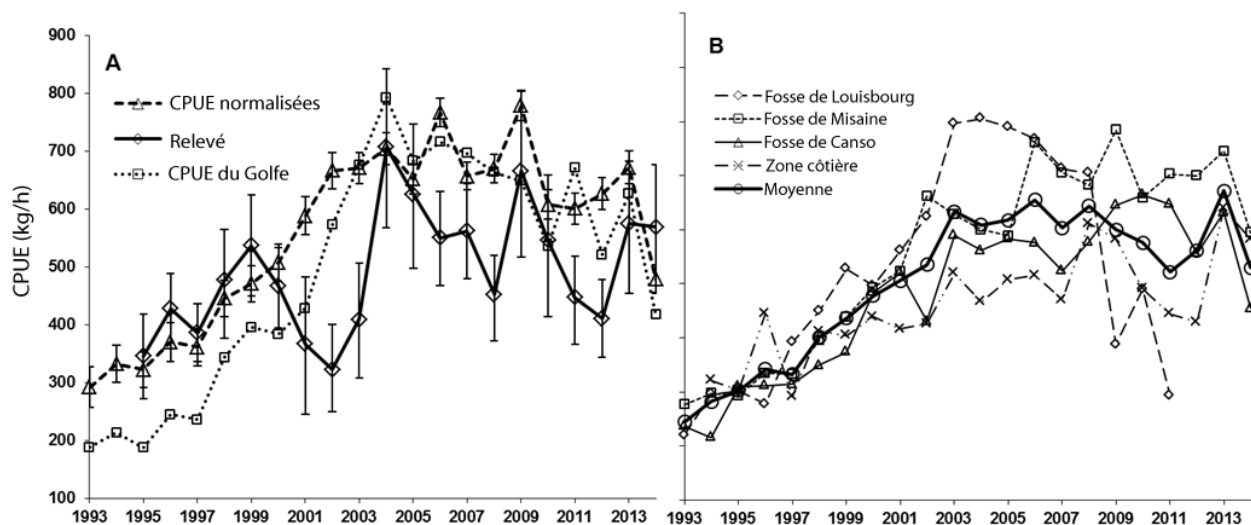 A
CPUE normalisées
Relevé
CPUE du Golfe
CPUE (kg/h)
900
800
700
600
500
400
300
200
100
1993 1995 1997 1999 2001 2003 2005 2007 2009 2011 2013
B
Fosse de Louisbourg
Fosse de Misaine
Fosse de Canso
Zone côtière
Moyenne
1993 1995 1997 1999 2001 2003 2005 2007 2009 2011 2013